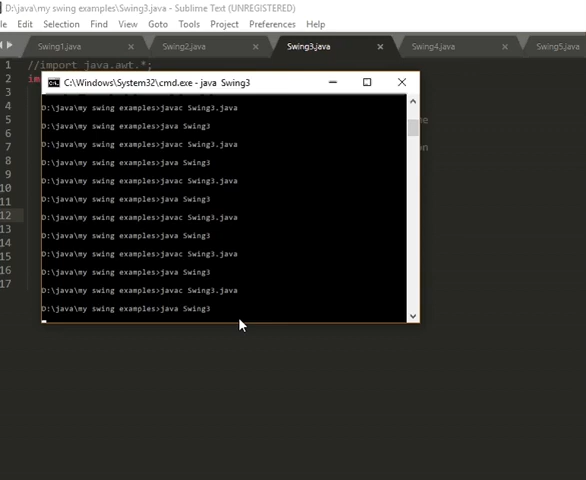 D:\java\my swing examples\Swing3.java - Sublime Text (UNREGISTERED)
Edit Selection Find View Goto Tools Project Preferences Help
Swing1.java × Swing2.java × Swing3.java × Swing4.java × Swing5.java
1 //import java.awt.*;
2
3
4
5
6
7
8
9
10
11
12
13
14
15
16
17
C:\Windows\System32\cmd.exe - java Swing3
D:\java\my swing examples>javac Swing3.java
D:\java\my swing examples>java Swing3
D:\java\my swing examples>javac Swing3.java
D:\java\my swing examples>java Swing3
D:\java\my swing examples>javac Swing3.java
D:\java\my swing examples>java Swing3
D:\java\my swing examples>javac Swing3.java
D:\java\my swing examples>java Swing3
D:\java\my swing examples>javac Swing3.java
D:\java\my swing examples>java Swing3
D:\java\my swing examples>javac Swing3.java
D:\java\my swing examples>java Swing3